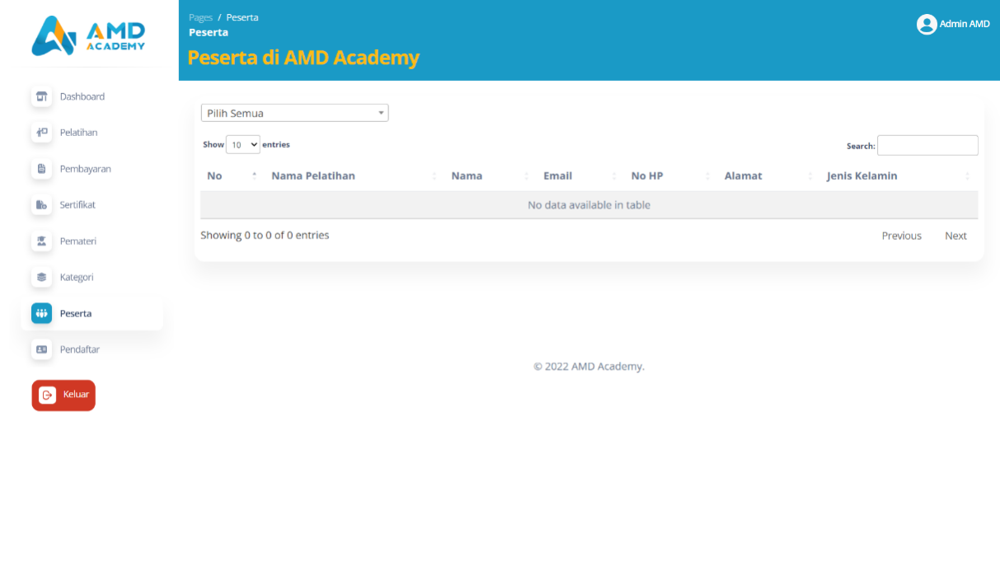 AMD
ACADEMY
Dashboard
Pelatihan
Pembayaran
Sertifikat
Pemateri
Kategori
Peserta
Pendaftar
Keluar
Pages / Peserta
Peserta
Peserta di AMD Academy
Admin AMD
Pilih Semua
Show 10 entries
Search:
No Nama Pelatihan Nama Email No HP Alamat Jenis Kelamin
No data available in table
Showing 0 to 0 of 0 entries
Previous Next
© 2022 AMD Academy.